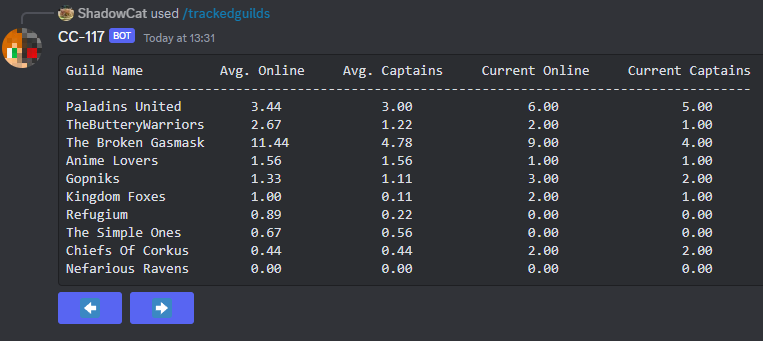 ShadowCat used /trackedguilds
CC-117 BOT Today at 13:31
Guild Name Avg. Online Avg. Captains Current Online Current Captains
-----------------------------------------------------------------------------------------
Paladins United 3.44 3.00 6.00 5.00
TheButteryWarriors 2.67 1.22 2.00 1.00
The Broken Gasmask 11.44 4.78 9.00 4.00
Anime Lovers 1.56 1.56 1.00 1.00
Gopniks 1.33 1.11 3.00 2.00
Kingdom Foxes 1.00 0.11 2.00 1.00
Refugium 0.89 0.22 0.00 0.00
The Simple Ones 0.67 0.56 0.00 0.00
Chiefs Of Corkus 0.44 0.44 2.00 2.00
Nefarious Ravens 0.00 0.00 0.00 0.00